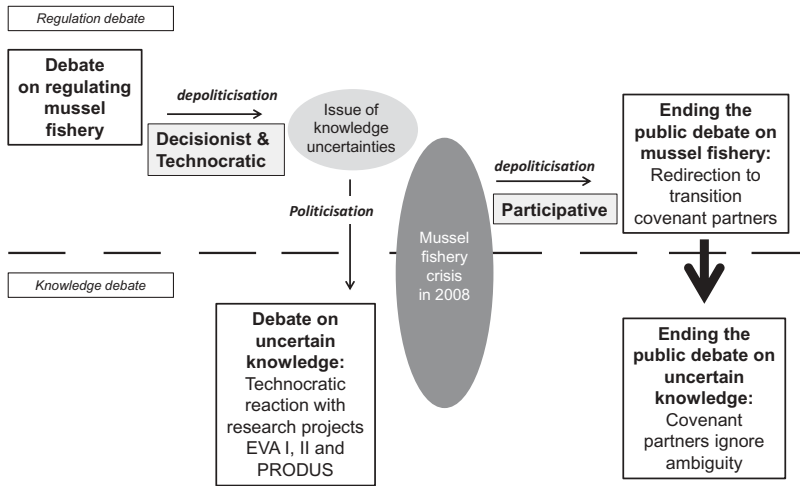 Regulation debate
Debate
on regulating
mussel
fishery
depoliticisation
Decisionist &
Technocratic
Issue of
knowledge
uncertainties
Politicisation
Mussel
fishery
crisis
in 2008
depoliticisation
Participative
Ending the
public debate on
mussel fishery:
Redirection to
transition
covenant partners
Knowledge debate
Debate on
uncertain
knowledge:
Technocratic
reaction with
research projects
EVA I, II and
PRODUS
Ending the
public debate on
uncertain
knowledge:
Covenant
partners ignore
ambiguity